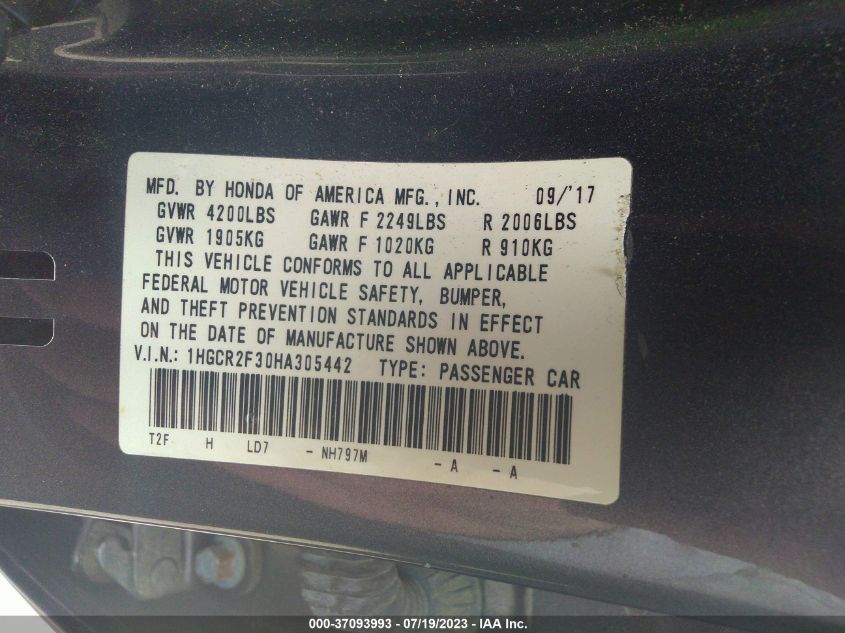 MFD. BY HONDA OF AMERICA MFG., INC. 09/'17
GVWR 4200LBS GAWR F 2249LBS R 2006LBS
GVWR 1905KG GAWR F 1020KG R 910KG
THIS VEHICLE CONFORMS TO ALL APPLICABLE
FEDERAL MOTOR VEHICLE SAFETY, BUMPER,
AND THEFT PREVENTION STANDARDS IN EFFECT
ON THE DATE OF MANUFACTURE SHOWN ABOVE.
V.I.N.: 1HGCR2F30HA305442 TYPE: PASSENGER CAR
T2F H LD7 - NH797M - A - A
000-37093993 - 07/19/2023 - IAA Inc.